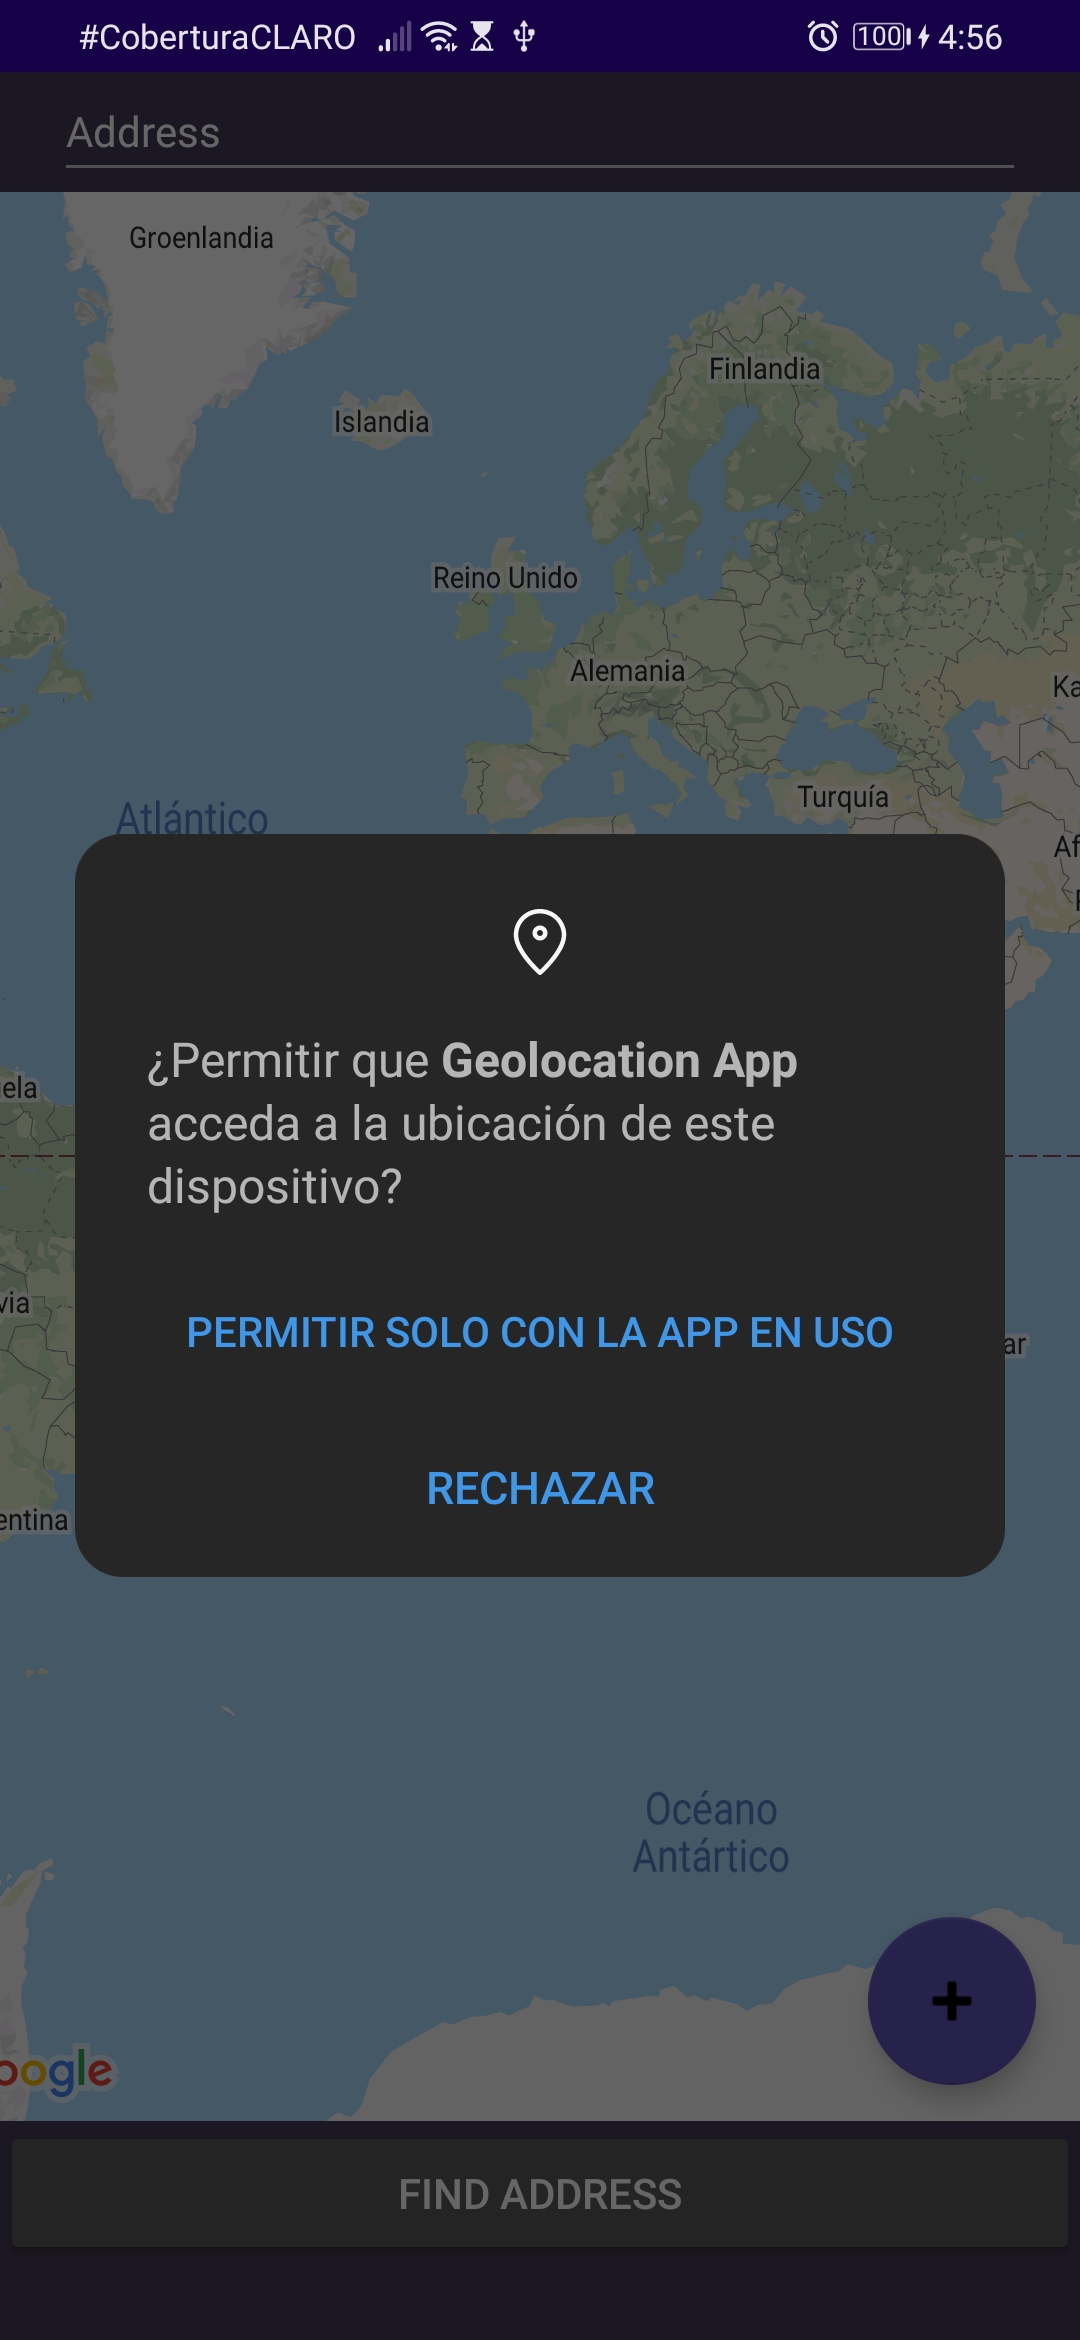 #CoberturaCLARO 100 4:56
Address
Groenlandia
Finlandia
Islandia
Reino Unido
Alemania
Ka
Turquía
Atlántico
Af
¿Permitir que Geolocation App
acceda a la ubicación de este
dispositivo?
ela
via
PERMITIR SOLO CON LA APP EN USO
ar
RECHAZAR
entina
Océano
Antártico
+
oogle
FIND ADDRESS